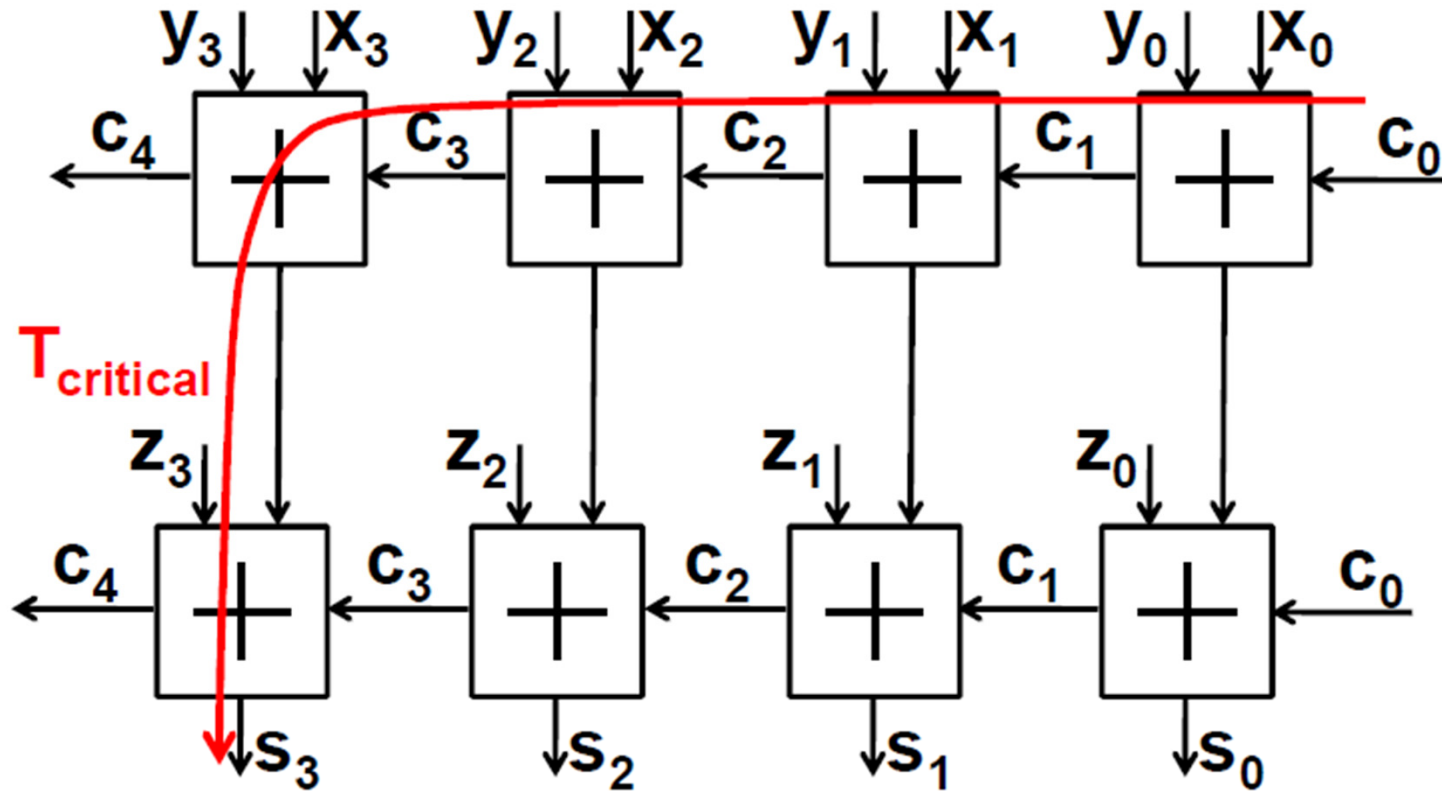 y₃ x₃ y₂ x₂ y₁ x₁ y₀ x₀
c₄ c₃ c₂ c₁ c₀
T_critical
z₃ z₂ z₁ z₀
c₄ c₃ c₂ c₁ c₀
s₃ s₂ s₁ s₀